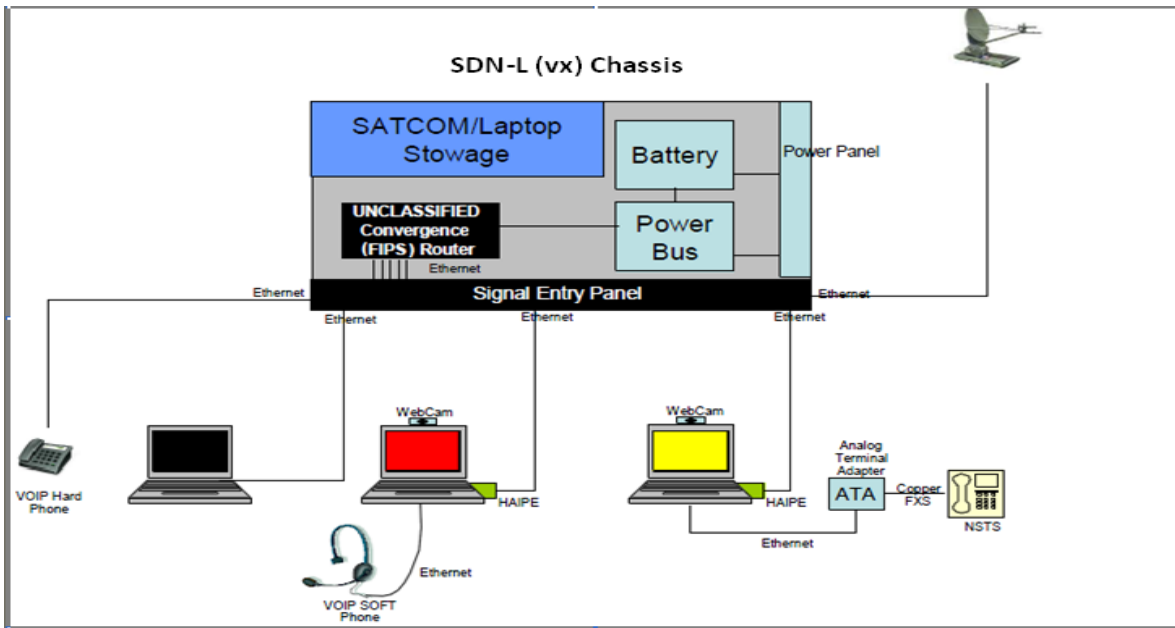 SDN-L (vx) Chassis
SATCOM/Laptop
Stowage
Battery
Power Panel
UNCLASSIFIED
Convergence
(FIPS) Router
Power
Bus
Ethernet
Signal Entry Panel
Ethernet
Ethernet
Ethernet
Ethernet
Ethernet
WebCam
WebCam
Analog
Terminal
Adapter
VOIP Hard
Phone
HAIPE
HAIPE
ATA
Copper
FXS
NSTS
Ethernet
Ethernet
VOIP SOFT
Phone